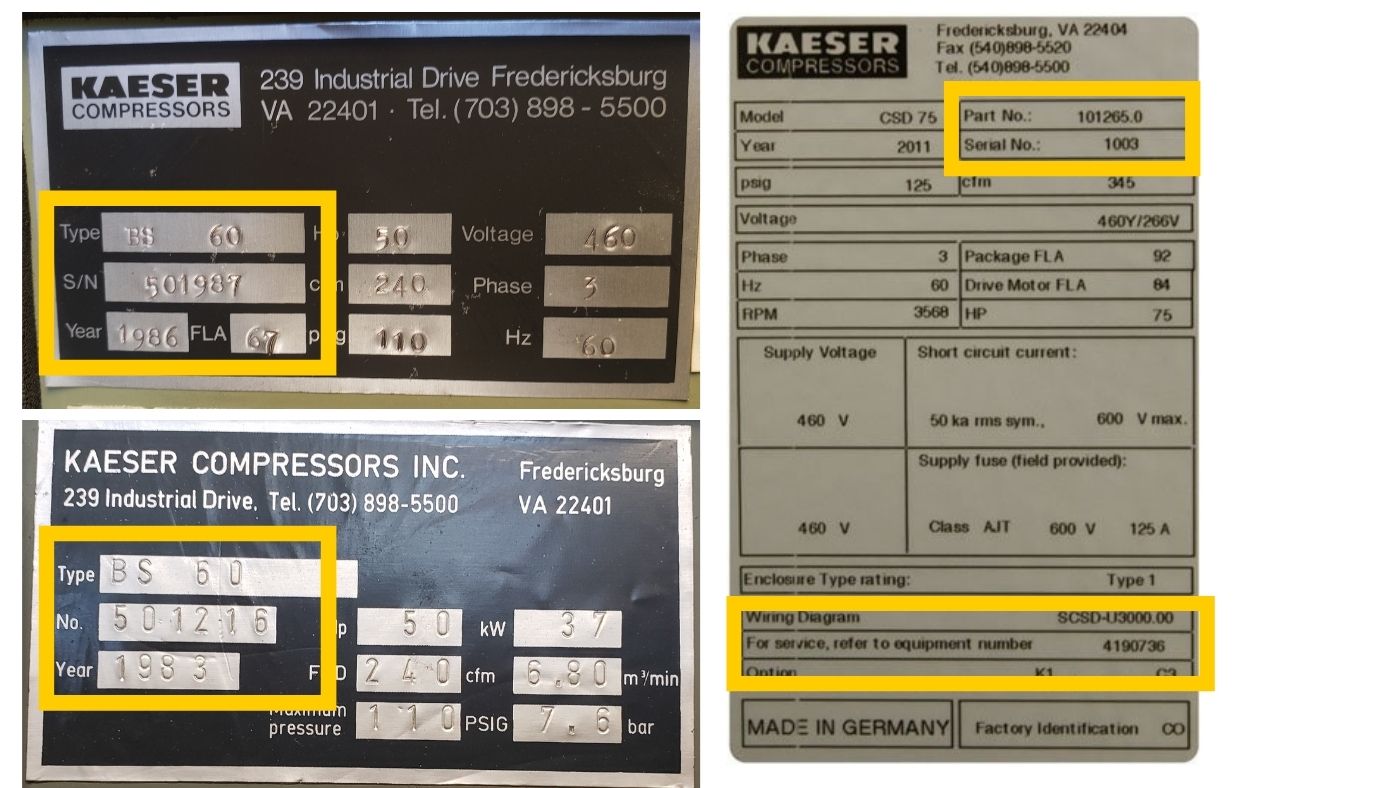 KAESER
COMPRESSORS
239 Industrial Drive Fredericksburg
VA 22401 · Tel. (703) 898 - 5500
Type BS 60 50 Voltage 460
S/N 501987 240 Phase 3
Year 1986 FLA 67 110 Hz 60
KAESER COMPRESSORS INC. Fredericksburg
239 Industrial Drive, Tel. (703) 898-5500 VA 22401
Type BS 60
No. 501216 50 kW 37
Year 1983 240 cfm 6.80 m³/min
Maximum
pressure 110 PSIG 7.6 bar
KAESER
COMPRESSORS
Fredericksburg, VA 22404
Fax (540)898-5520
Tel. (540)898-5500
Model CSD 75 Part No.: 101265.0
Year 2011 Serial No.: 1003
psig 125 cfm 345
Voltage 460Y/266V
Phase 3 Package FLA 92
Hz 60 Drive Motor FLA 84
RPM 3568 HP 75
Supply Voltage Short circuit current:
460 V 50 ka rms sym., 600 V max.
Supply fuse (field provided):
460 V Class AJT 600 V 125 A
Enclosure Type rating: Type 1
Wiring Diagram SCSD-U3000.00
For service, refer to equipment number 4190736
Option K1 C3
MADE IN GERMANY Factory Identification